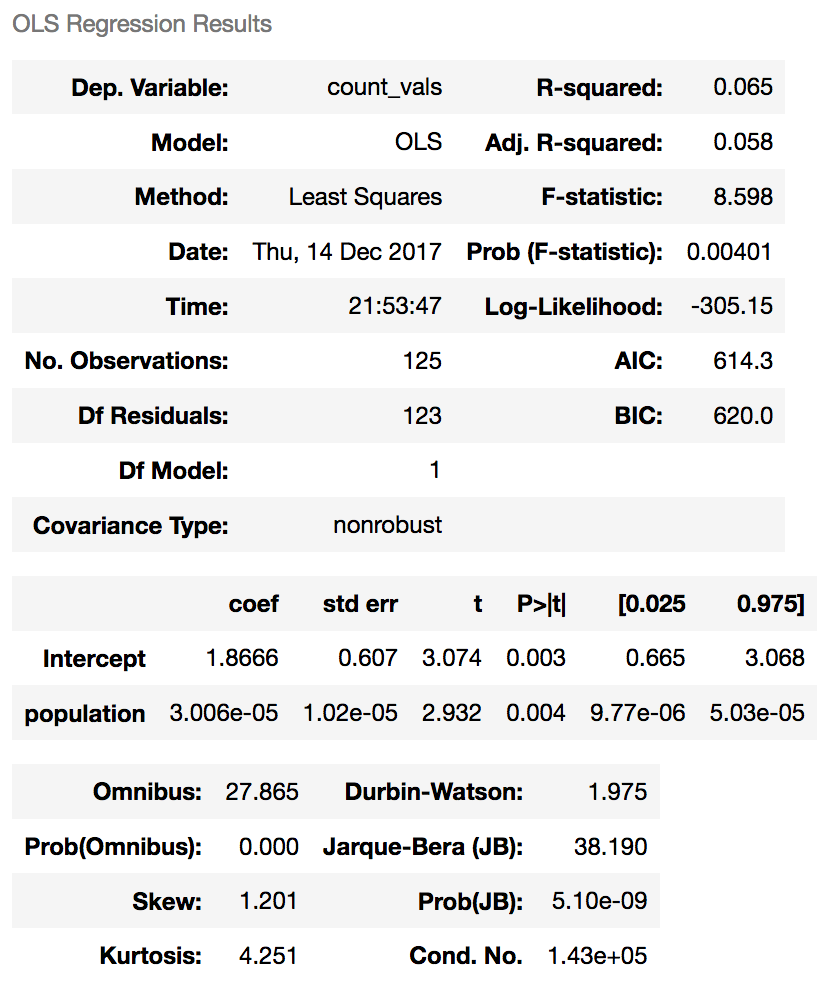 OLS Regression Results
Dep. Variable: count_vals R-squared: 0.065
Model: OLS Adj. R-squared: 0.058
Method: Least Squares F-statistic: 8.598
Date: Thu, 14 Dec 2017 Prob (F-statistic): 0.00401
Time: 21:53:47 Log-Likelihood: -305.15
No. Observations: 125 AIC: 614.3
Df Residuals: 123 BIC: 620.0
Df Model: 1
Covariance Type: nonrobust
coef std err t P>|t| [0.025 0.975]
Intercept 1.8666 0.607 3.074 0.003 0.665 3.068
population 3.006e-05 1.02e-05 2.932 0.004 9.77e-06 5.03e-05
Omnibus: 27.865 Durbin-Watson: 1.975
Prob(Omnibus): 0.000 Jarque-Bera (JB): 38.190
Skew: 1.201 Prob(JB): 5.10e-09
Kurtosis: 4.251 Cond. No. 1.43e+05